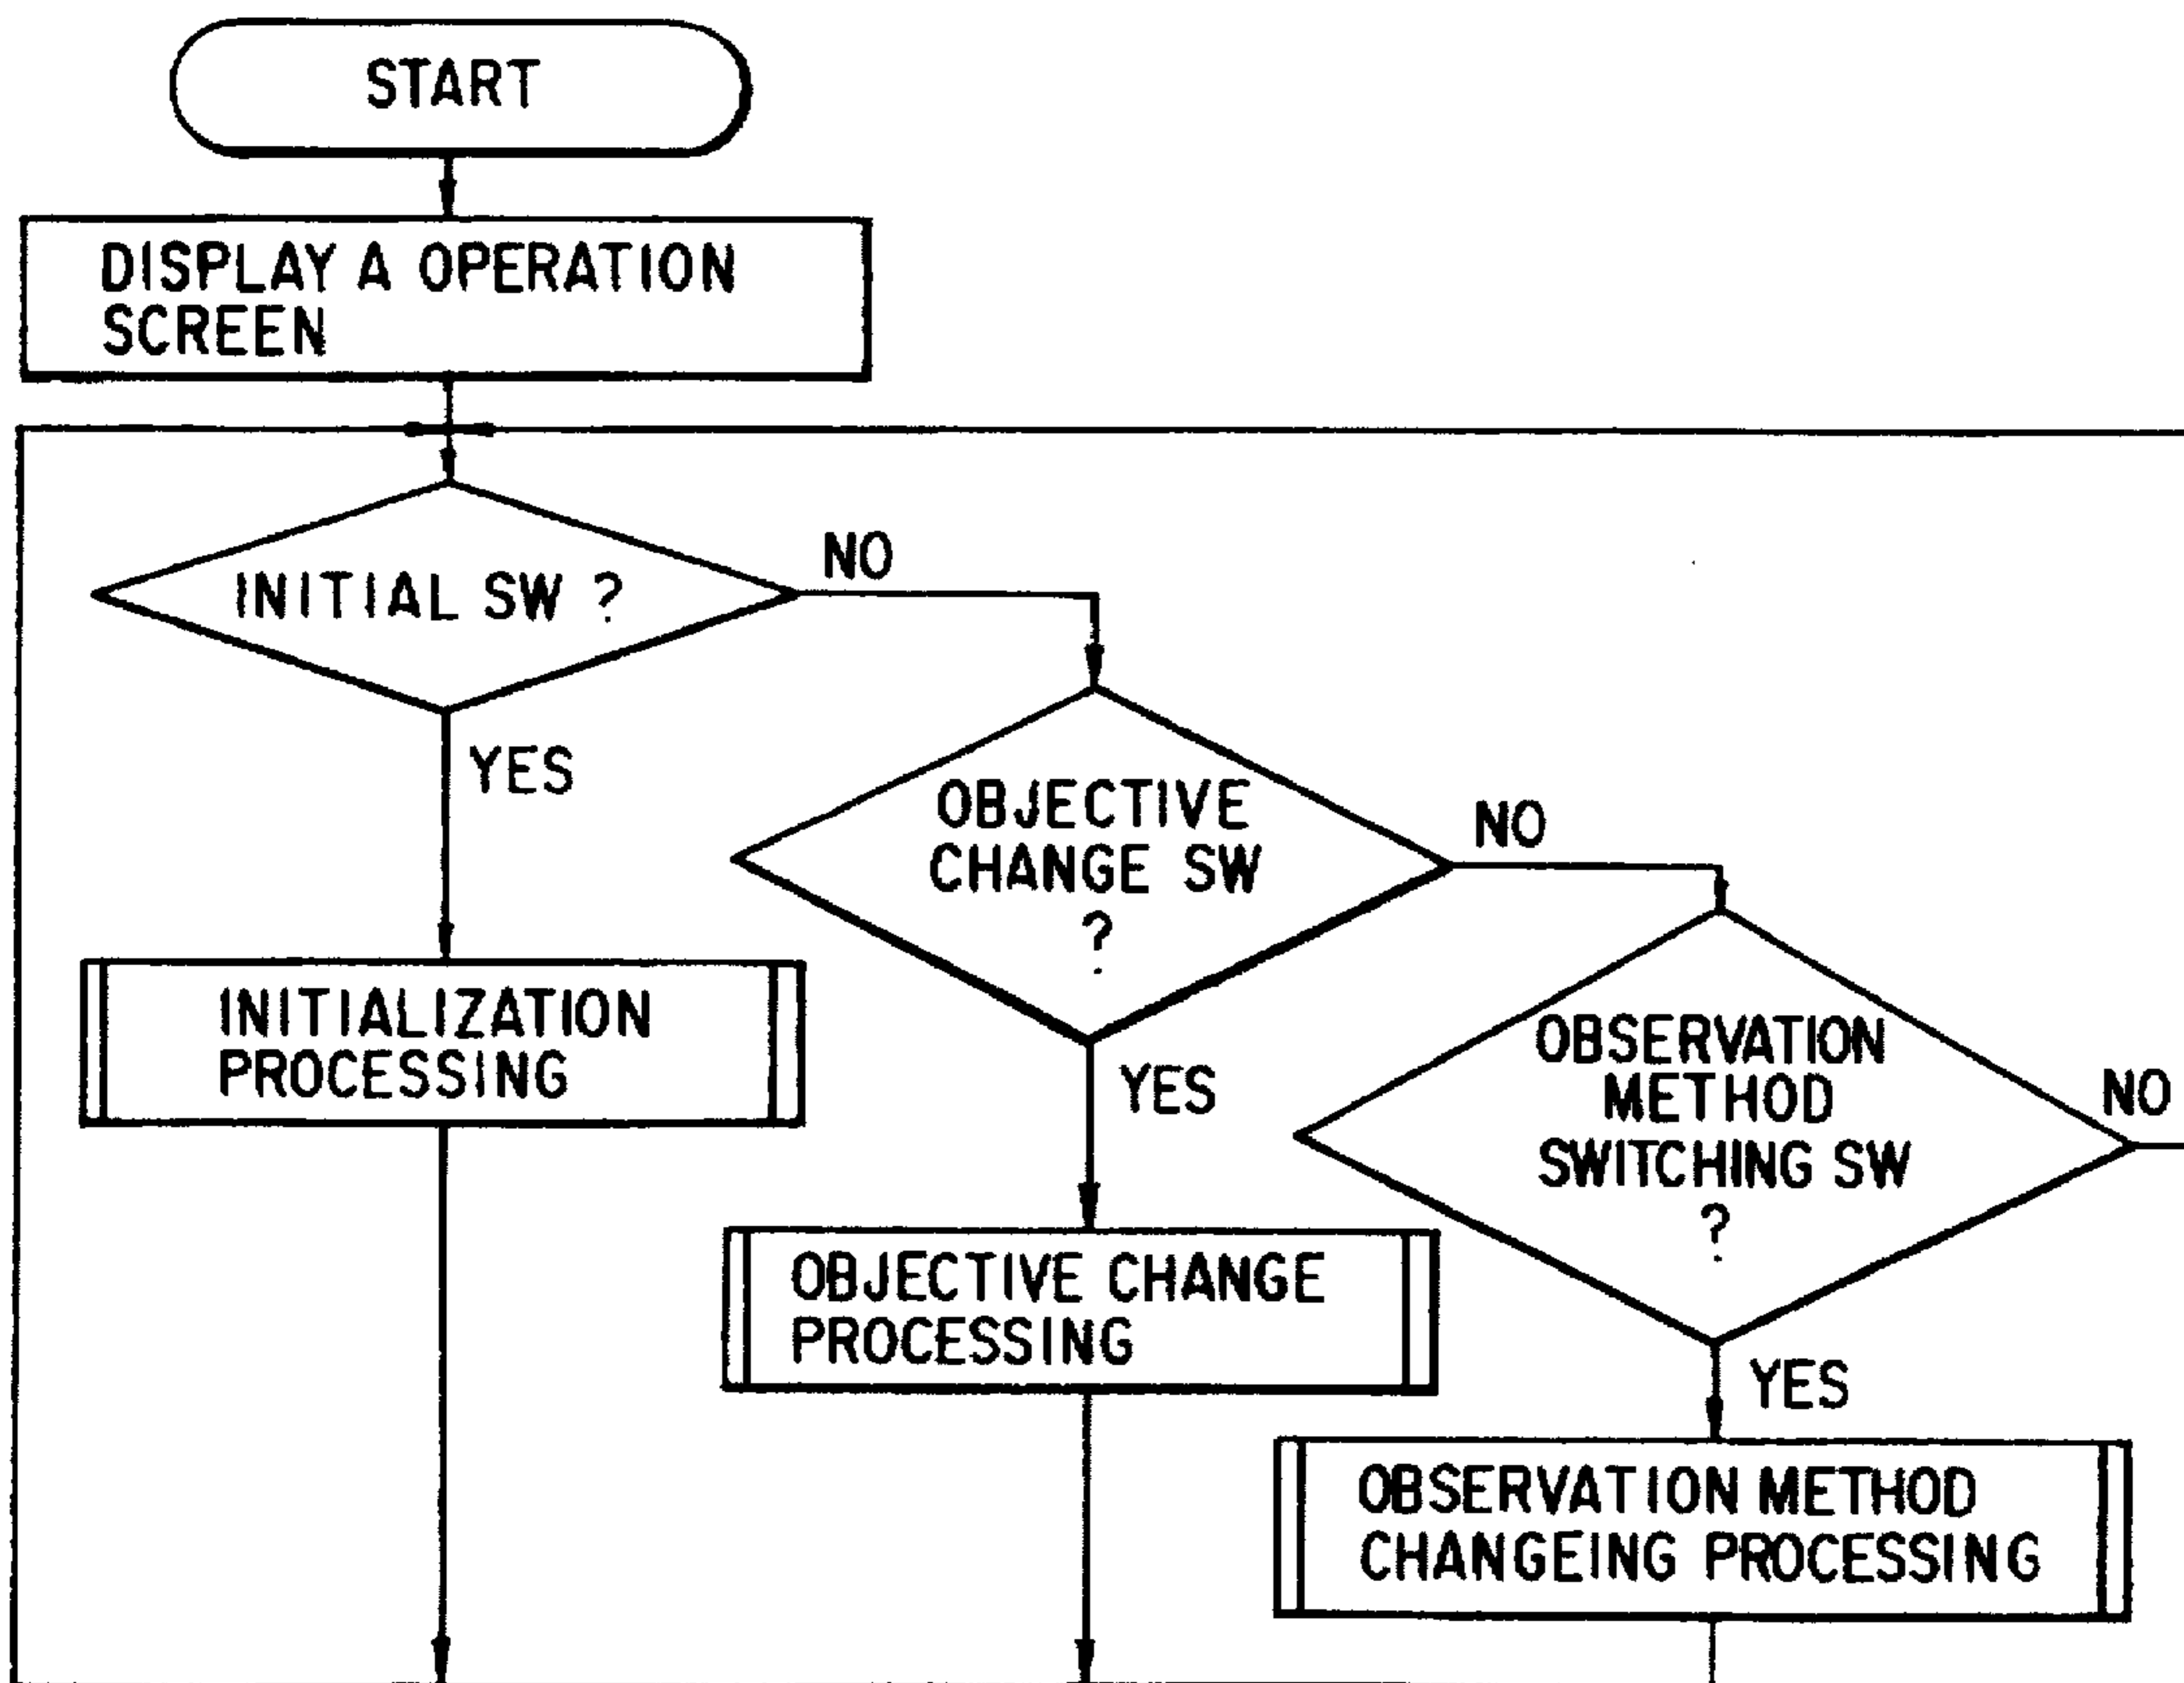 START
DISPLAY A OPERATION
SCREEN
INITIAL SW ?
NO
YES
OBJECTIVE
CHANGE SW
?
NO
INITIALIZATION
PROCESSING
YES
OBSERVATION
METHOD
SWITCHING SW
?
NO
OBJECTIVE CHANGE
PROCESSING
YES
OBSERVATION METHOD
CHANGEING PROCESSING